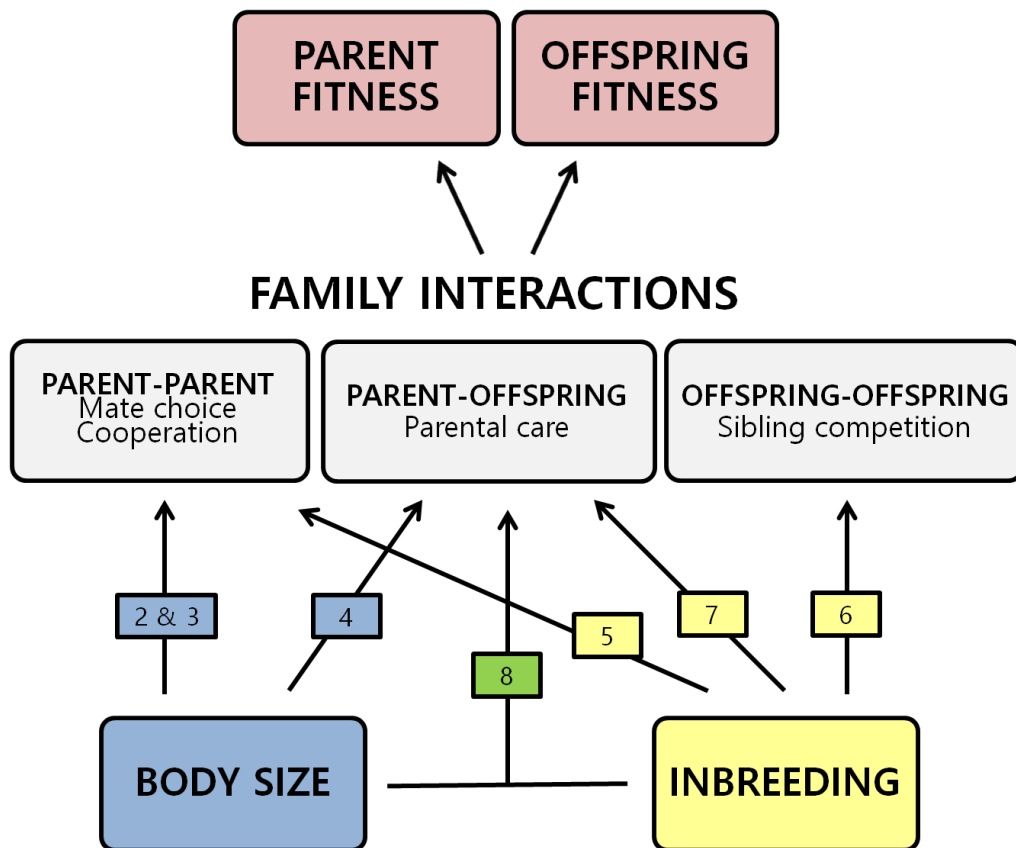 PARENT
FITNESS
OFFSPRING
FITNESS
FAMILY INTERACTIONS
PARENT-PARENT
Mate choice
Cooperation
PARENT-OFFSPRING
Parental care
OFFSPRING-OFFSPRING
Sibling competition
2 & 3
4
8
5
7
6
BODY SIZE
INBREEDING